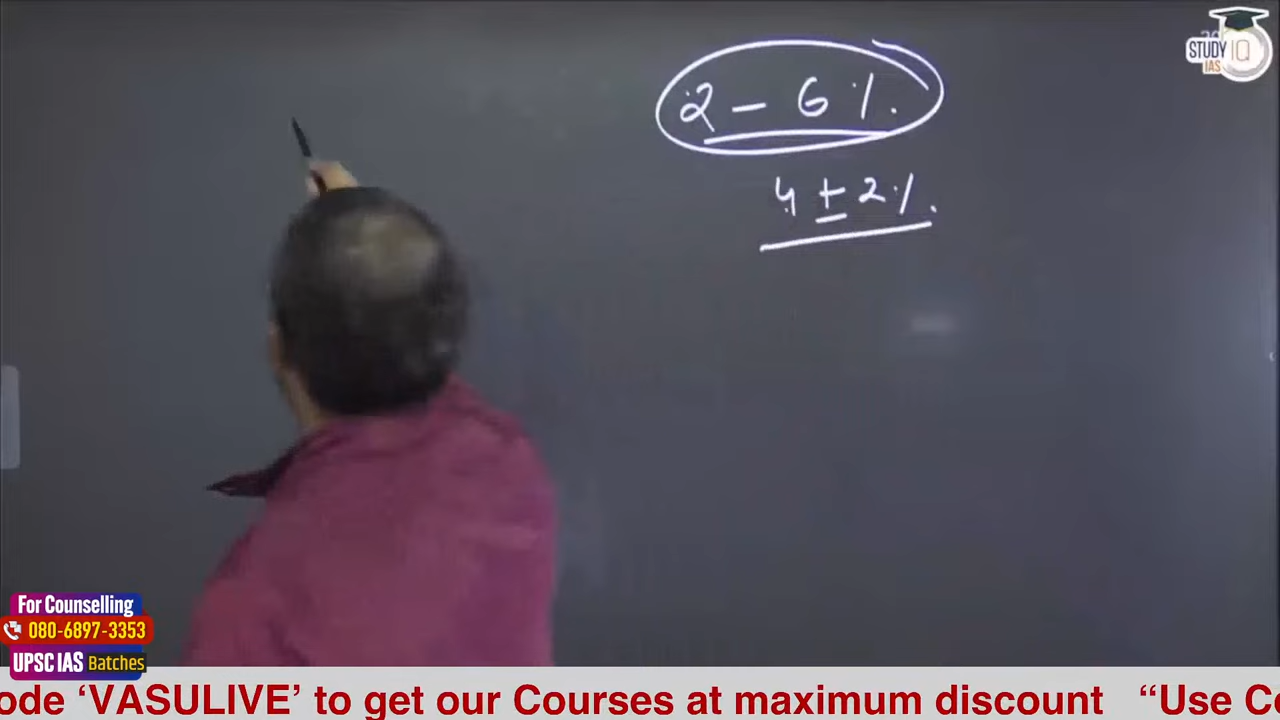 2 - 6 %.
4 ± 2 %.
STUDY IQ
IAS
For Counselling
080-6897-3353
UPSC IAS Batches
ode ‘VASULIVE’ to get our Courses at maximum discount “Use Co